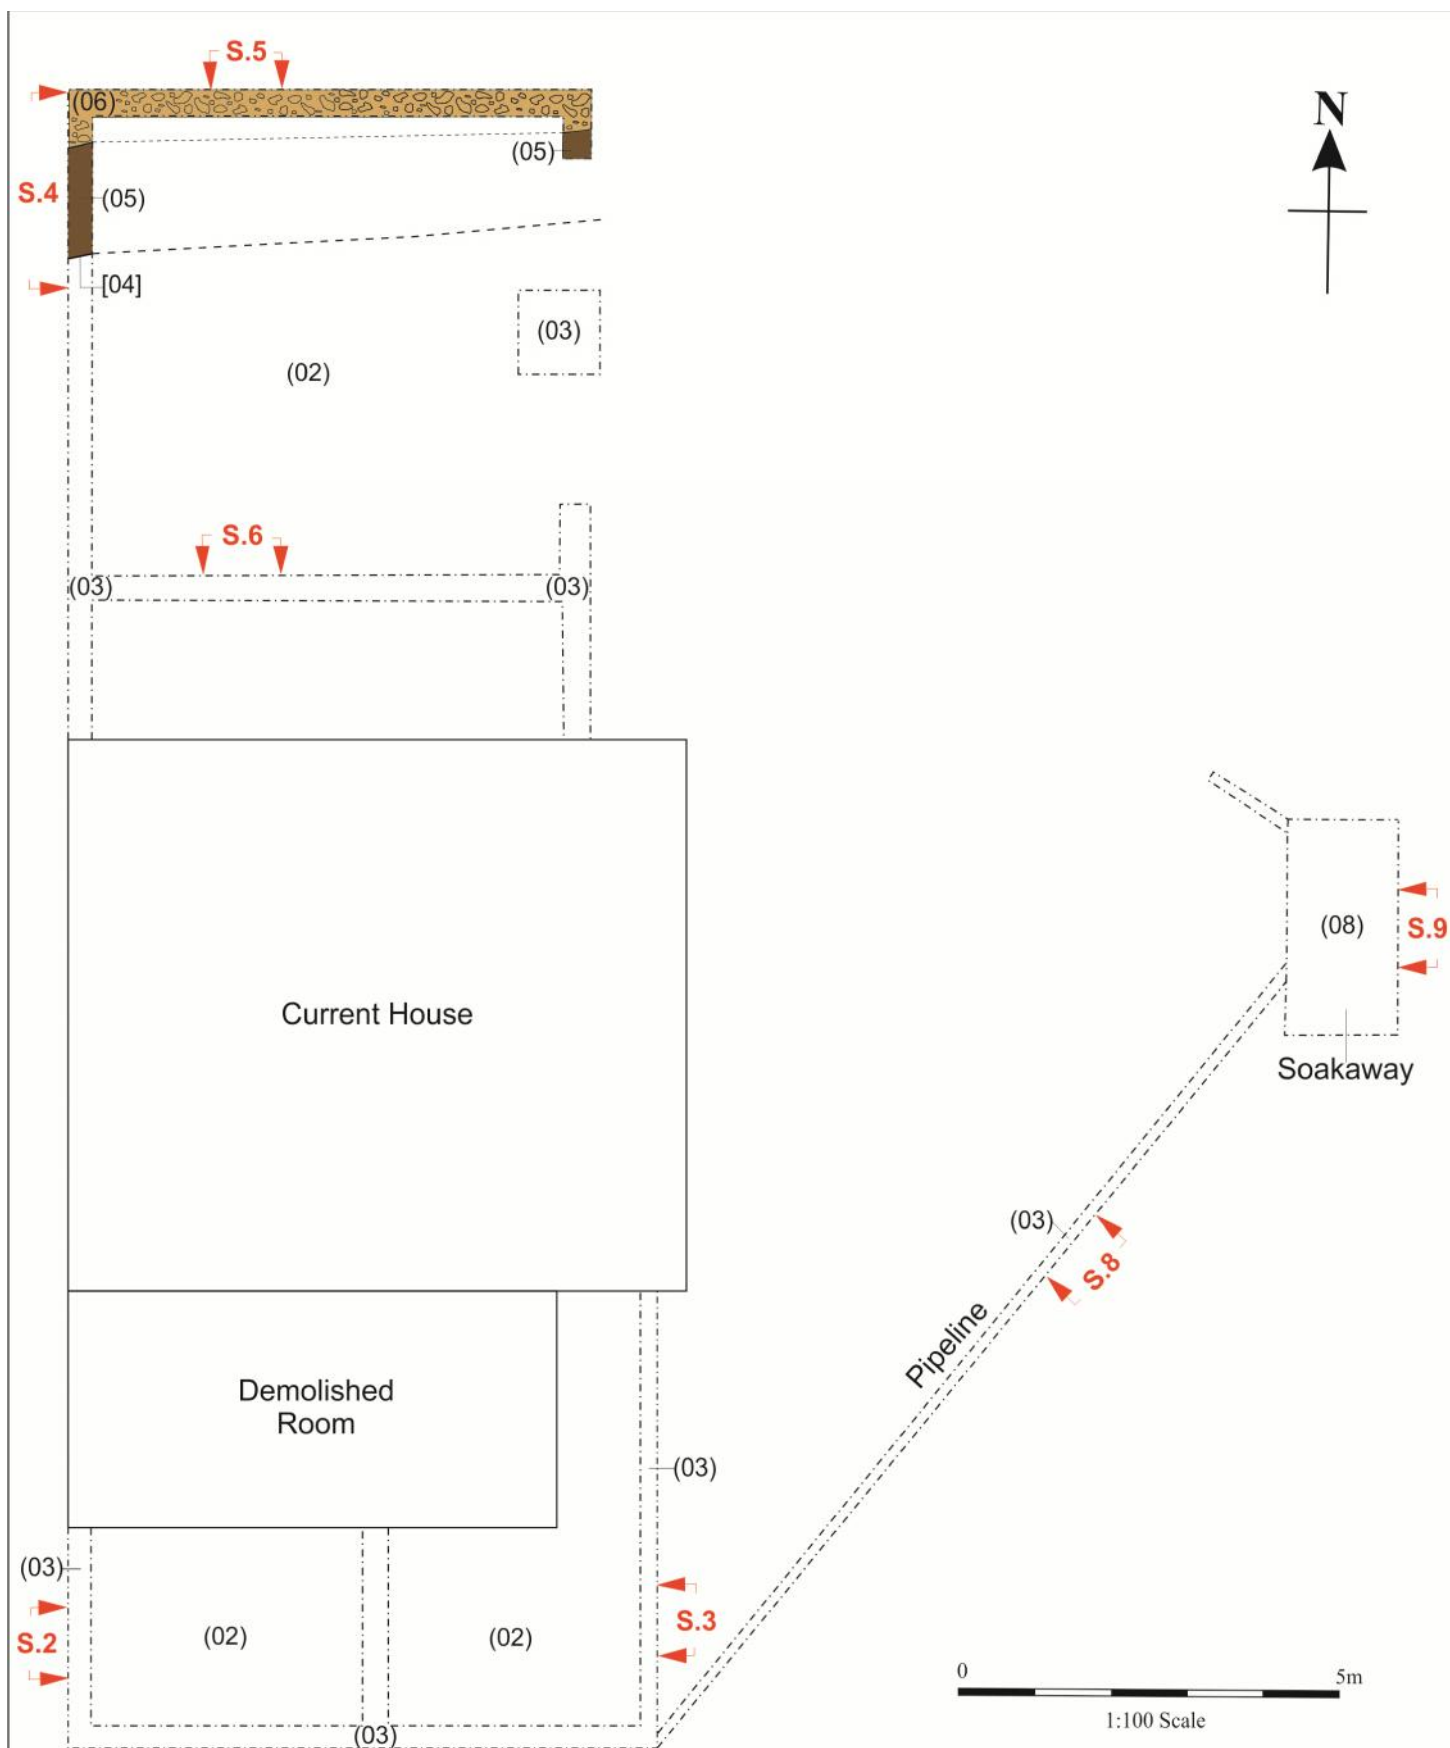 S.5
(06)
N
(05)
S.4
(05)
[04]
(03)
(02)
S.6
(03)
(03)
(08)
S.9
Current House
Soakaway
(03)
S.8
Pipeline
Demolished
Room
(03)
(03)
S.3
S.2
(02)
(02)
0
5m
1:100 Scale
(03)